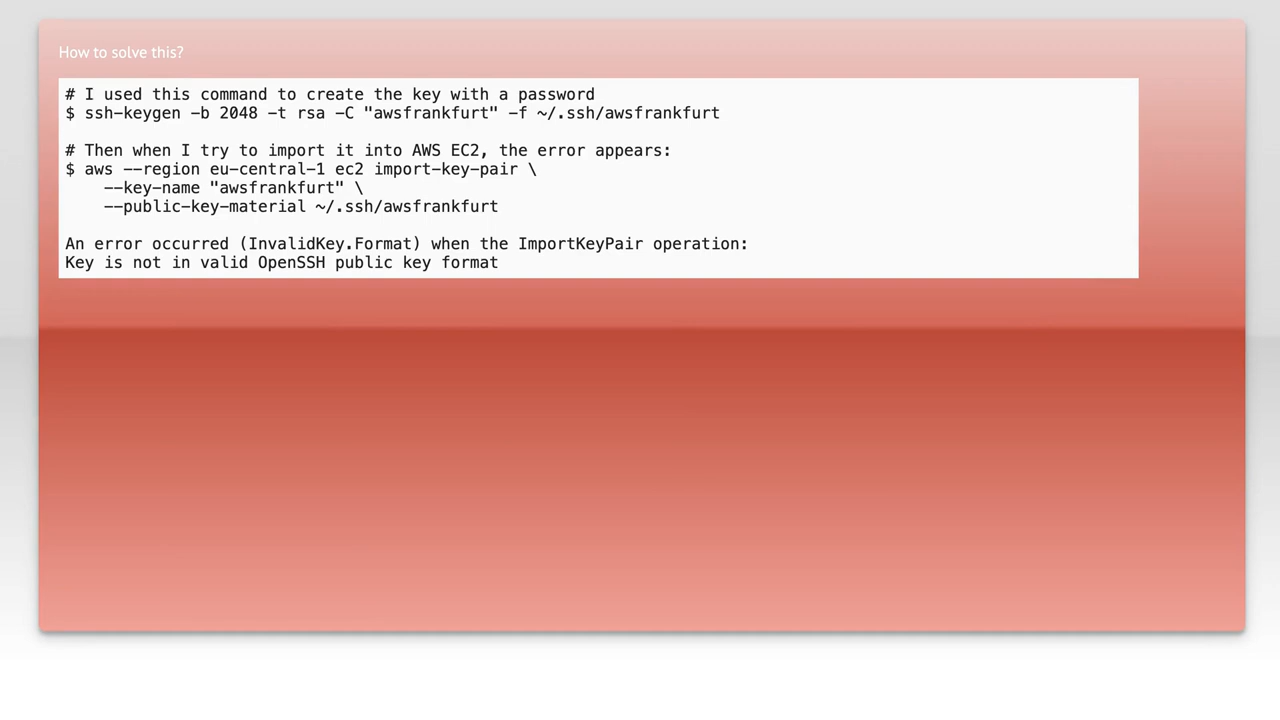 How to solve this?
# I used this command to create the key with a password
$ ssh-keygen -b 2048 -t rsa -C "awsfrankfurt" -f ~/.ssh/awsfrankfurt
# Then when I try to import it into AWS EC2, the error appears:
$ aws --region eu-central-1 ec2 import-key-pair \
    --key-name "awsfrankfurt" \
    --public-key-material ~/.ssh/awsfrankfurt
An error occurred (InvalidKey.Format) when the ImportKeyPair operation:
Key is not in valid OpenSSH public key format